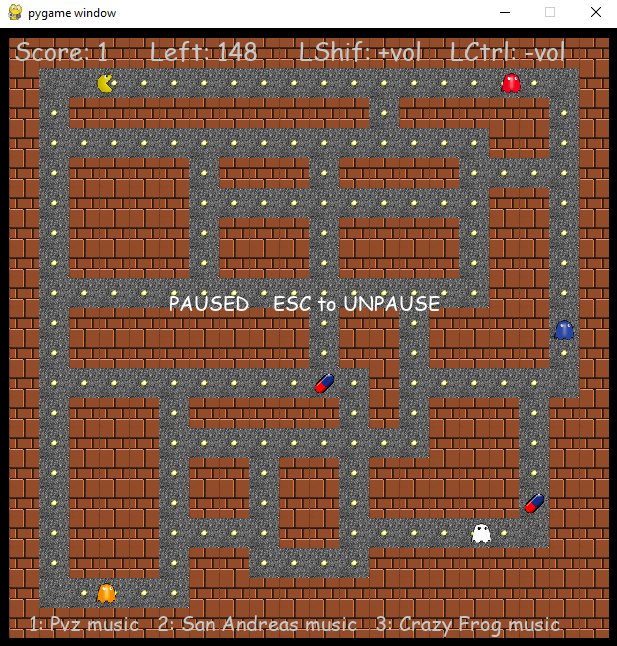 pygame window
Score: 1 Left: 148 LShif: +vol LCtrl: -vol
PAUSED ESC to UNPAUSE
1: Pvz music 2: San Andreas music 3: Crazy Frog music